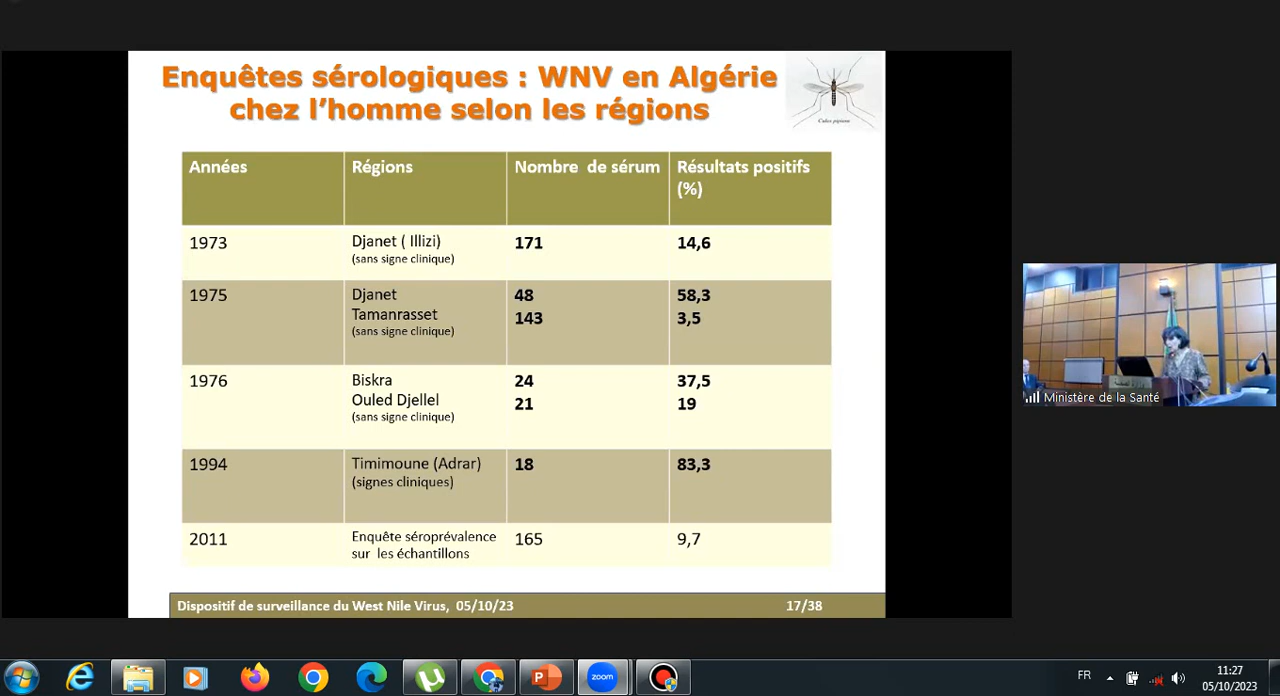 Enquêtes sérologiques : WNV en Algérie
chez l’homme selon les régions
Culex pipiens
Années
Régions
Nombre de sérum
Résultats positifs
(%)
1973
Djanet ( Illizi)
(sans signe clinique)
171
14,6
1975
Djanet
Tamanrasset
(sans signe clinique)
48
143
58,3
3,5
1976
Biskra
Ouled Djellel
(sans signe clinique)
24
21
37,5
19
1994
Timimoune (Adrar)
(signes cliniques)
18
83,3
2011
Enquête séroprévalence
sur les échantillons
165
9,7
Dispositif de surveillance du West Nile Virus, 05/10/23
17/38
Ministère de la Santé
zoom
FR
11:27
05/10/2023